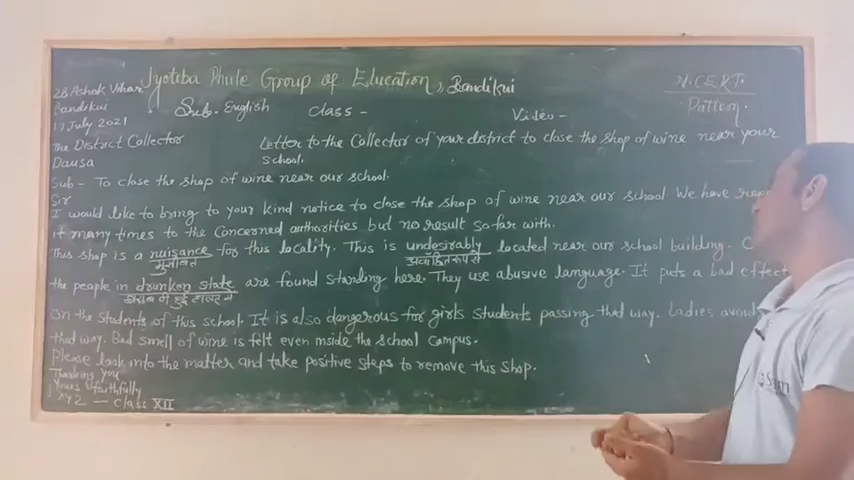 Jyoteba Phule Group of Education, Bandikui
N.C.E.R.T.
Pattern.
Sub. English Class - Video -
28 Ashok Vihar
Bandikui
17 July 2021
The District Collector
Dausa
Letter to the Collector of your district to close the shop of wine near your
school.
Sub - To close the shop of wine near our school.
Sir
I would like to bring to your kind notice to close the shop of wine near our school. We have
it many times to the Concerned authorities but no result so far with.
This shop is a nuisance for this locality. This is undesirably located near our school building.
मुसीबत अवांछित रूप से
the people in drunken state are found standing here. They use abusive language. It puts a bad effect
शराब पी हुई हालत में
on the students of this school. It is also dangerous for girls students passing that way. Ladies
that way. Bad smell of wine is felt even inside the school campus.
Please look into the matter and take positive steps to remove this shop.
Thanking you
Yours faithfully
xyz - class XII